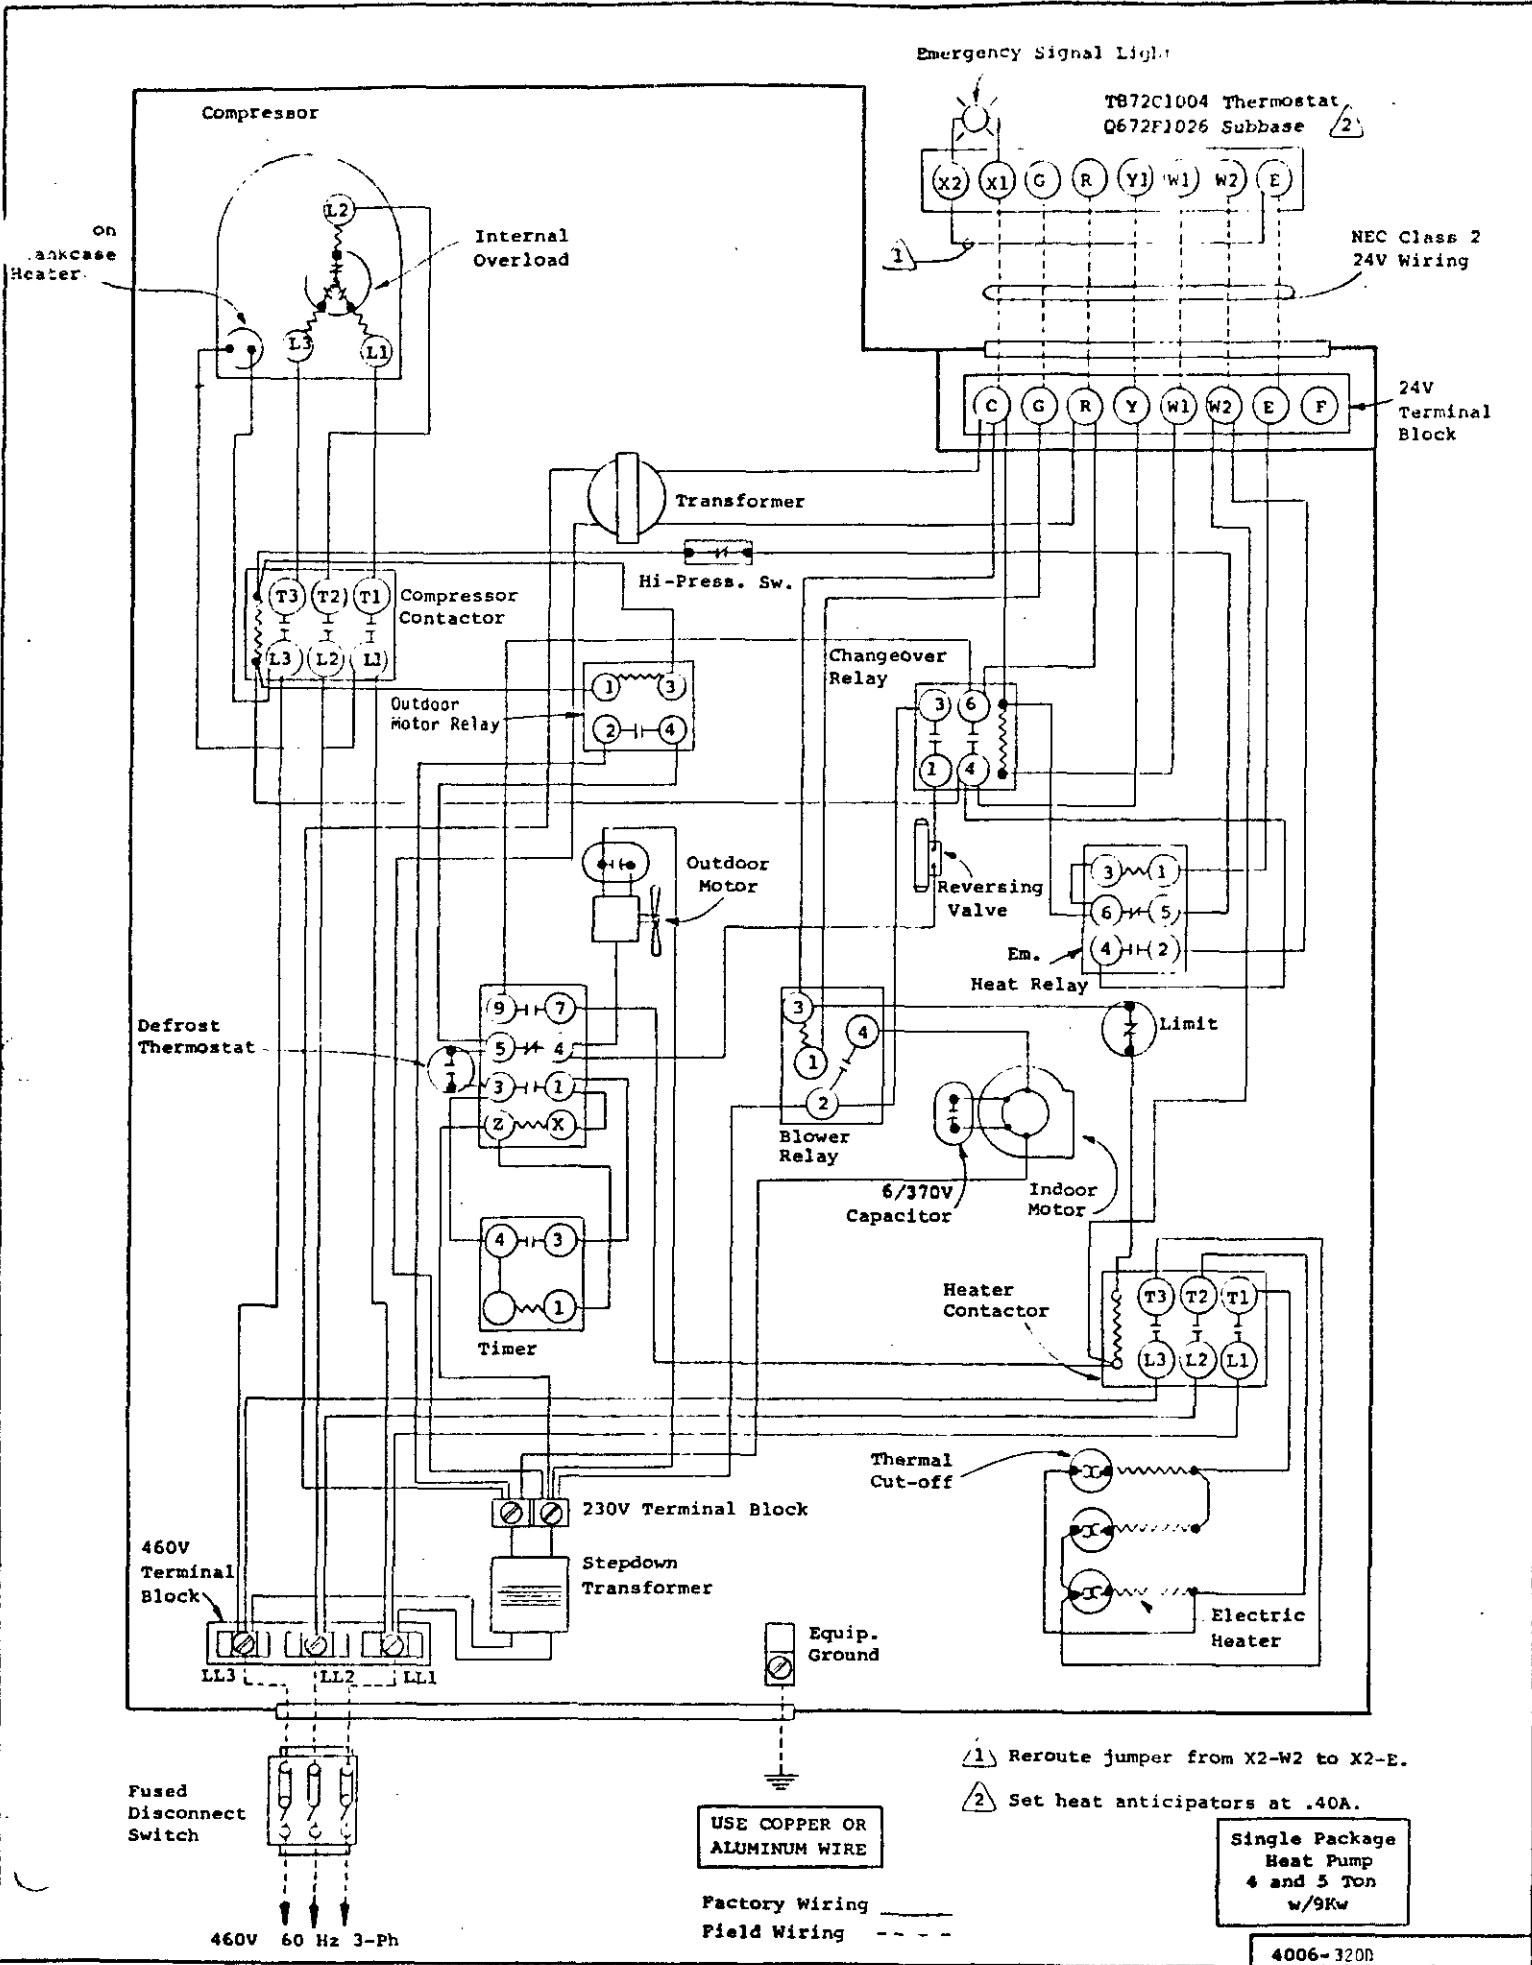 Emergency Signal Light
T872C1004 Thermostat
Q672F1026 Subbase 2
X2 X1 G R Y1 W1 W2 E
1
NEC Class 2
24V Wiring
C G R Y W1 W2 E F
24V
Terminal
Block
Compressor
L2
Internal
Overload
on
ankcase
Heater
L3
L1
Transformer
Hi-Press. Sw.
T3 T2 T1
Compressor
Contactor
L3 L2 L1
Outdoor
Motor Relay
1 3
2 4
Changeover
Relay
3 6
1 4
Reversing
Valve
3 1
6 5
4 2
Em.
Heat Relay
Outdoor
Motor
Defrost
Thermostat
9 7
5 4
3 1
Z X
4 3
1
Timer
3
4
1
2
Blower
Relay
Limit
6/370V
Capacitor
Indoor
Motor
Heater
Contactor
T3 T2 T1
L3 L2 L1
Thermal
Cut-off
Electric
Heater
230V Terminal Block
Stepdown
Transformer
460V
Terminal
Block
LL3 LL2 LL1
Equip.
Ground
Fused
Disconnect
Switch
460V 60 Hz 3-Ph
1 Reroute jumper from X2-W2 to X2-E.
2 Set heat anticipators at .40A.
USE COPPER OR
ALUMINUM WIRE
Factory Wiring
Field Wiring
Single Package
Heat Pump
4 and 5 Ton
w/9Kw
4006-320D